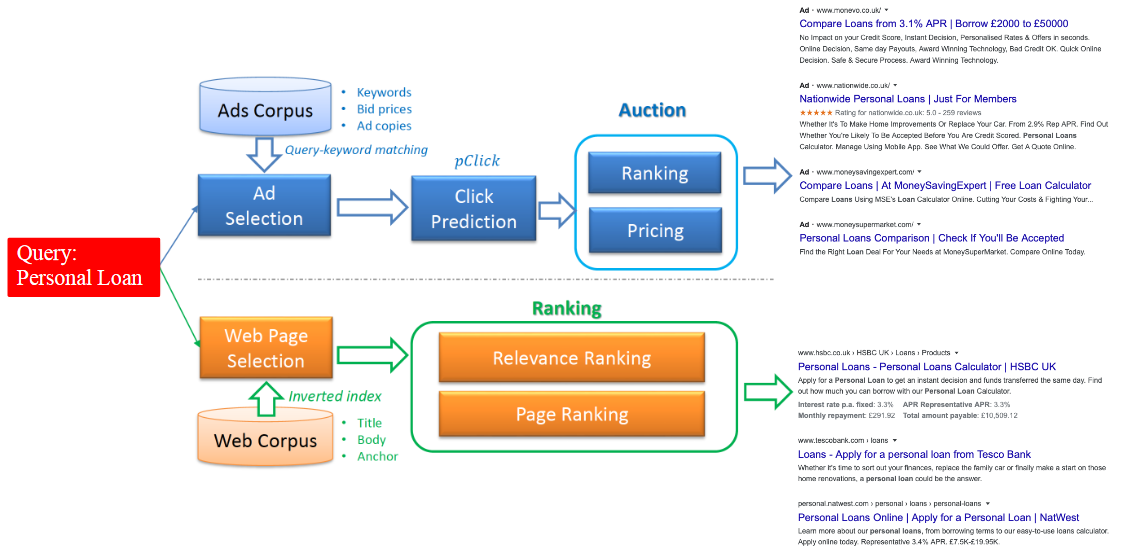 Query:
Personal Loan
Ads Corpus
• Keywords
• Bid prices
• Ad copies
Query-keyword matching
Ad
Selection
pClick
Click
Prediction
Auction
Ranking
Pricing
Web Page
Selection
Inverted index
Web Corpus
• Title
• Body
• Anchor
Ranking
Relevance Ranking
Page Ranking
Ad · www.monevo.co.uk/
Compare Loans from 3.1% APR | Borrow £2000 to £50000
No Impact on your Credit Score, Instant Decision, Personalised Rates & Offers in seconds.
Online Decision, Same day Payouts, Award Winning Technology, Bad Credit OK. Quick Online
Decision. Safe & Secure Process. Award Winning Technology.
Ad · www.nationwide.co.uk/
Nationwide Personal Loans | Just For Members
★★★★★ Rating for nationwide.co.uk: 5.0 - 259 reviews
Whether It's To Make Home Improvements Or Replace Your Car. From 2.9% Rep APR. Find Out
Whether You're Likely To Be Accepted Before You Are Credit Scored. Personal Loans
Calculator. Manage Using Mobile App. See What We Could Offer. Get A Quote Online.
Ad · www.moneysavingexpert.com/
Compare Loans | At MoneySavingExpert | Free Loan Calculator
Compare Loans Using MSE's Loan Calculator Online. Cutting Your Costs & Fighting Your...
Ad · www.moneysupermarket.com/
Personal Loans Comparison | Check If You'll Be Accepted
Find the Right Loan Deal For Your Needs at MoneySuperMarket. Compare Online Today.
www.hsbc.co.uk › HSBC UK › Loans › Products
Personal Loans - Personal Loans Calculator | HSBC UK
Apply for a Personal Loan to get an instant decision and funds transferred the same day. Find
out how much you can borrow with our Personal Loan Calculator.
Interest rate p.a. fixed: 3.3% APR Representative APR: 3.3%
Monthly repayment: £291.92 Total amount payable: £10,509.12
www.tescobank.com › loans
Loans - Apply for a personal loan from Tesco Bank
Whether it's time to sort out your finances, replace the family car or finally make a start on those
home renovations, a personal loan could be the answer.
personal.natwest.com › personal › loans › personal-loans
Personal Loans Online | Apply for a Personal Loan | NatWest
Learn more about our personal loans, from borrowing terms to our easy-to-use loans calculator.
Apply online today. Representative 3.4% APR. £7.5K-£19.95K.